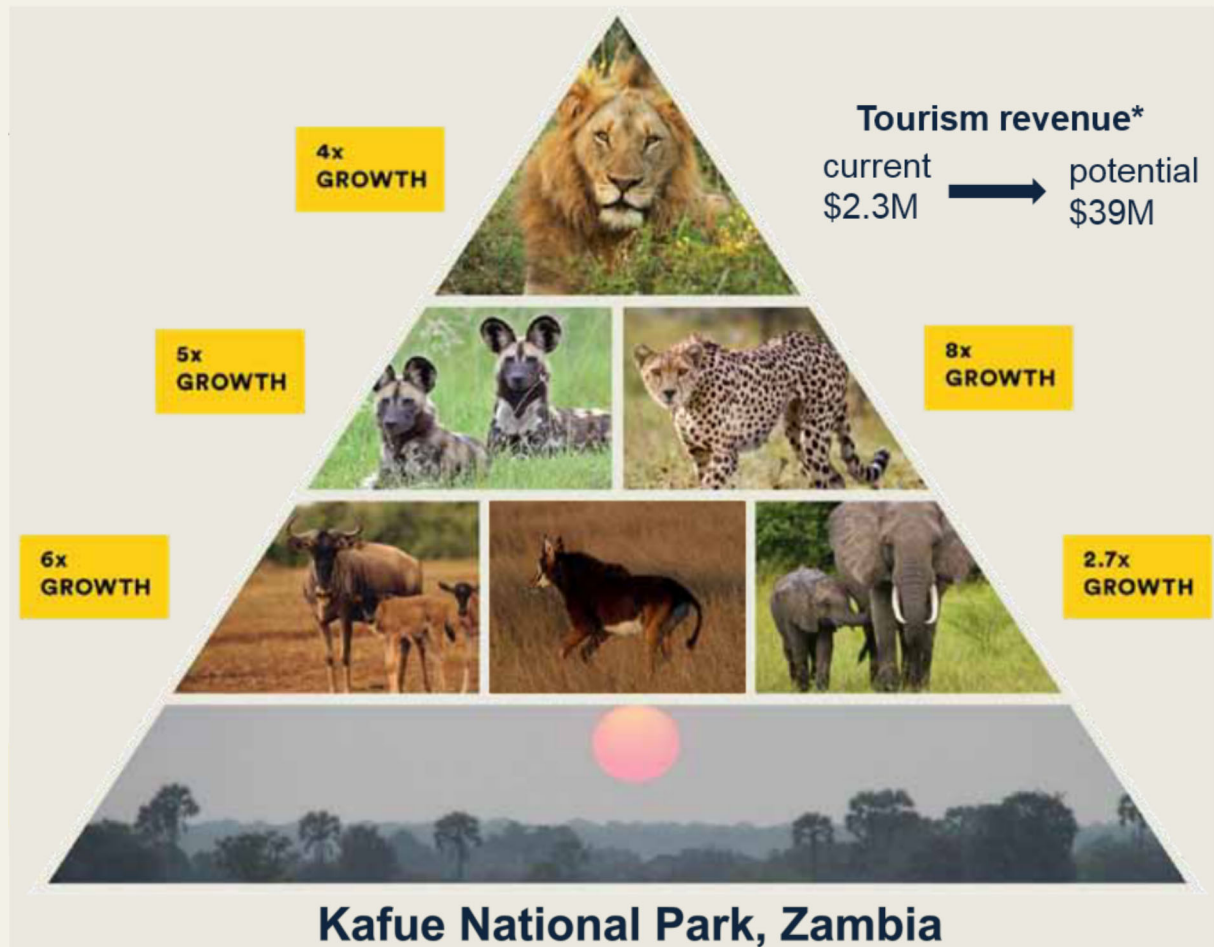 Tourism revenue*
current
$2.3M
potential
$39M
4x
GROWTH
5x
GROWTH
8x
GROWTH
6x
GROWTH
2.7x
GROWTH
Kafue National Park, Zambia